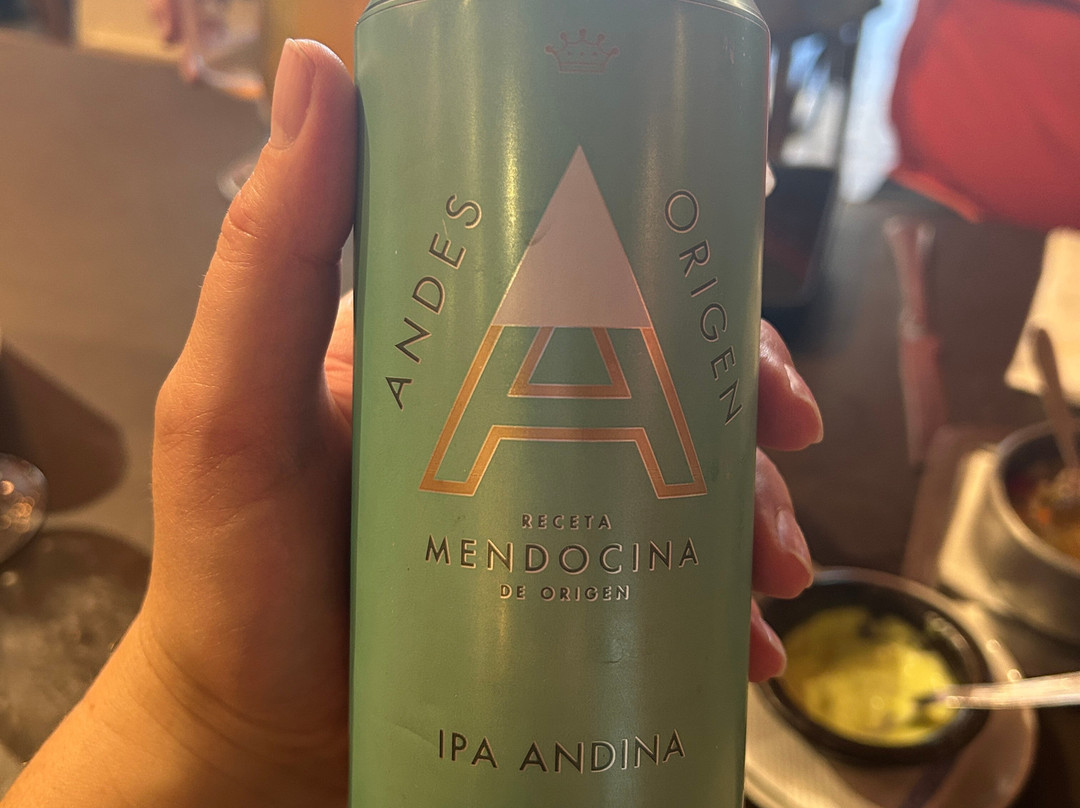 ANDES
ORIGEN
A
RECETA
MENDOCINA
DE ORIGEN
IPA ANDINA